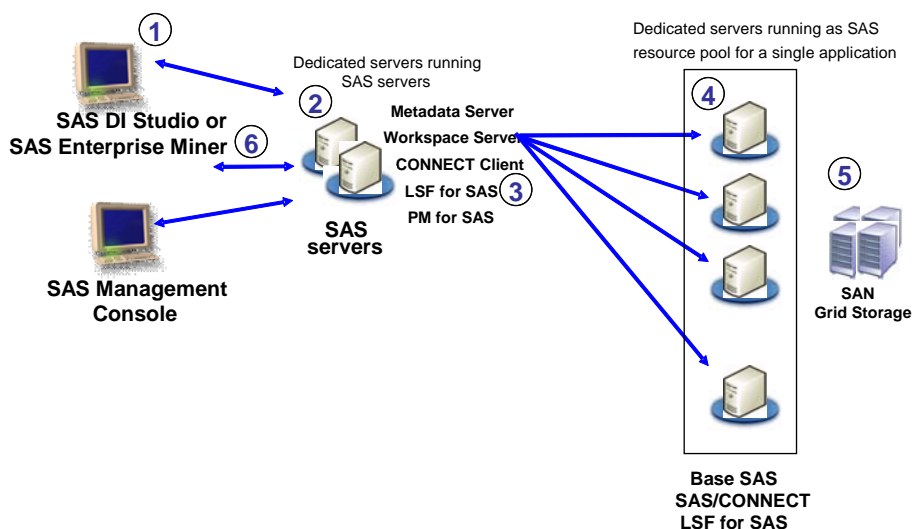 1
SAS DI Studio or
SAS Enterprise Miner
6
SAS Management
Console
Dedicated servers running
SAS servers
2
SAS
servers
Metadata Server
Workspace Server
CONNECT Client
LSF for SAS
3
PM for SAS
Dedicated servers running as SAS
resource pool for a single application
4
5
SAN
Grid Storage
Base SAS
SAS/CONNECT
LSF for SAS